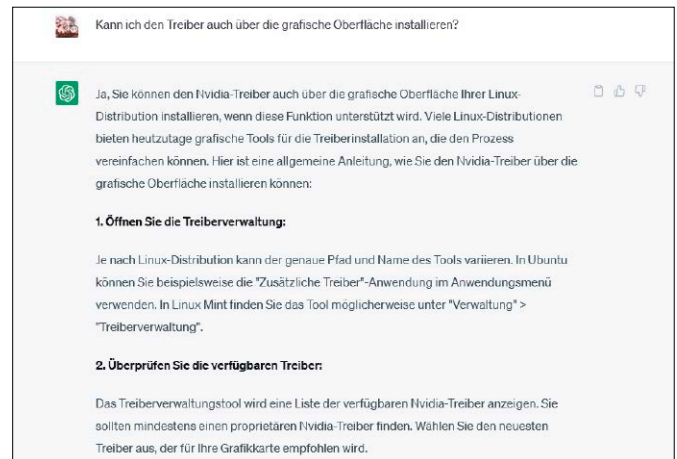 Kann ich den Treiber auch über die grafische Oberfläche installieren?
Ja, Sie können den Nvidia-Treiber auch über die grafische Oberfläche Ihrer Linux-
Distribution installieren, wenn diese Funktion unterstützt wird. Viele Linux-Distributionen
bieten heutzutage grafische Tools für die Treiberinstallation an, die den Prozess
vereinfachen können. Hier ist eine allgemeine Anleitung, wie Sie den Nvidia-Treiber über die
grafische Oberfläche installieren können:
1. Öffnen Sie die Treiberverwaltung:
Je nach Linux-Distribution kann der genaue Pfad und Name des Tools variieren. In Ubuntu
können Sie beispielsweise die "Zusätzliche Treiber"-Anwendung im Anwendungsmenü
verwenden. In Linux Mint finden Sie das Tool möglicherweise unter "Verwaltung" >
"Treiberverwaltung".
2. Überprüfen Sie die verfügbaren Treiber:
Das Treiberverwaltungstool wird eine Liste der verfügbaren Nvidia-Treiber anzeigen. Sie
sollten mindestens einen proprietären Nvidia-Treiber finden. Wählen Sie den neuesten
Treiber aus, der für Ihre Grafikkarte empfohlen wird.